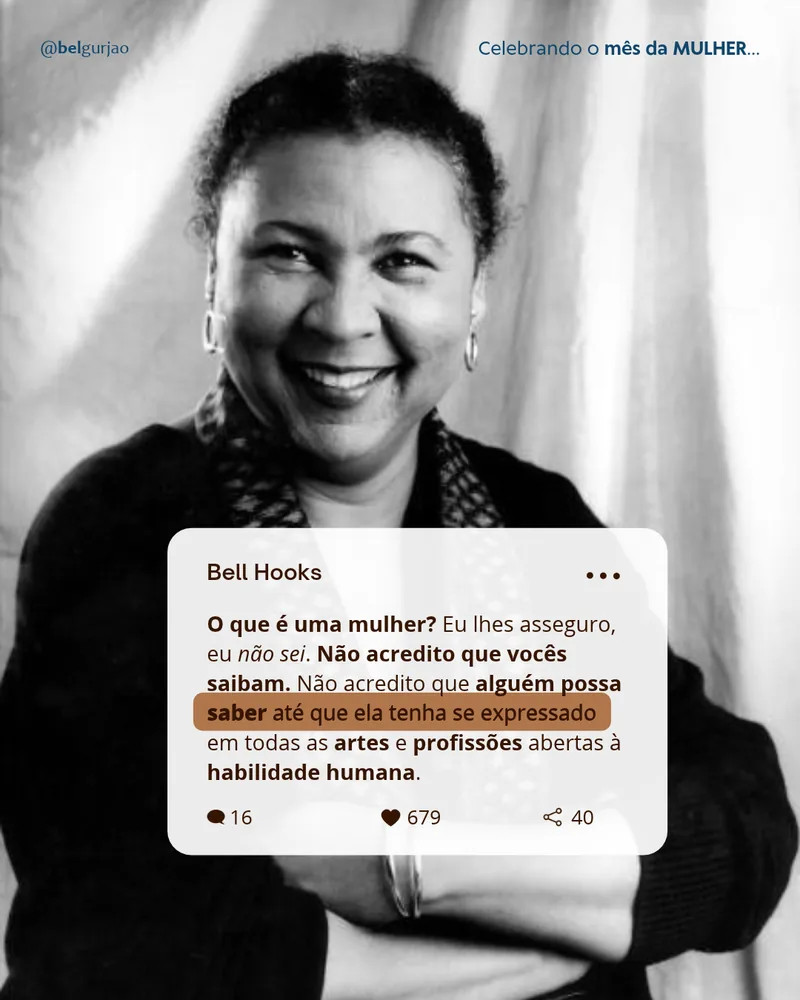 @belgurjao
Celebrando o mês da MULHER...
Bell Hooks
O que é uma mulher? Eu lhes asseguro,
eu não sei. Não acredito que vocês
saibam. Não acredito que alguém possa
saber até que ela tenha se expressado
em todas as artes e profissões abertas à
habilidade humana.
16
679
40